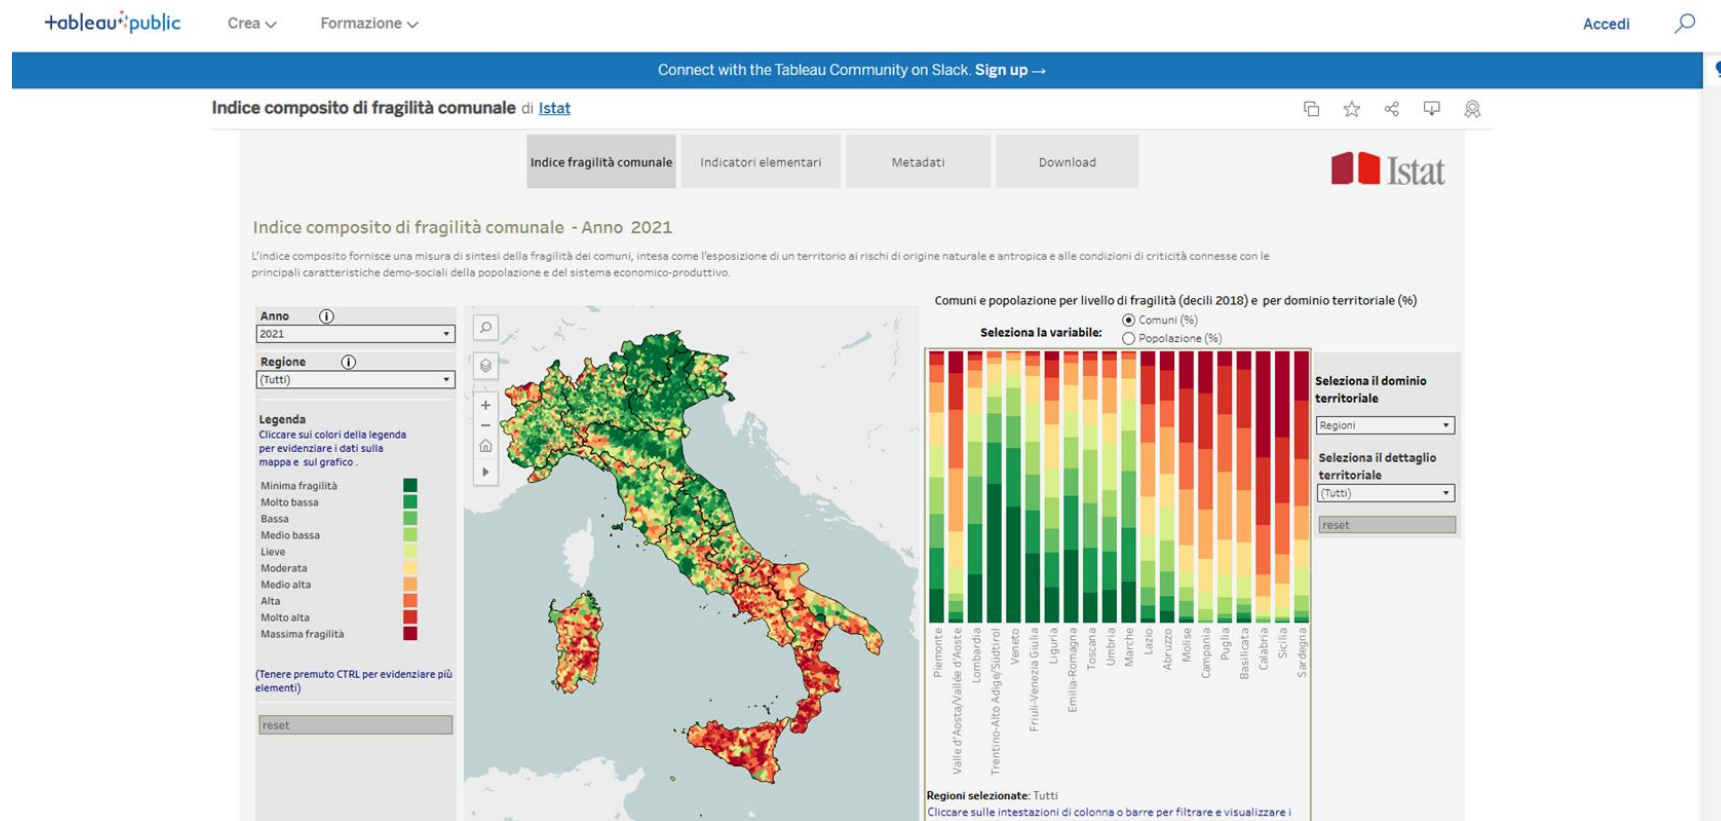 +ableau public
Crea
Formazione
Accedi
Connect with the Tableau Community on Slack. Sign up →
Indice composito di fragilità comunale di Istat
Indice fragilità comunale
Indicatori elementari
Metadati
Download
Istat
Indice composito di fragilità comunale - Anno 2021
L'indice composito fornisce una misura di sintesi della fragilità dei comuni, intesa come l'esposizione di un territorio ai rischi di origine naturale e antropica e alle condizioni di criticità connesse con le
principali caratteristiche demo-sociali della popolazione e del sistema economico-produttivo.
Anno
2021
Regione
(Tutti)
Legenda
Cliccare sui colori della legenda
per evidenziare i dati sulla
mappa e sul grafico .
Minima fragilità
Molto bassa
Bassa
Medio bassa
Lieve
Moderata
Medio alta
Alta
Molto alta
Massima fragilità
(Tenere premuto CTRL per evidenziare più
elementi)
reset
Comuni e popolazione per livello di fragilità (decili 2018) e per dominio territoriale (%)
Seleziona la variabile:
Comuni (%)
Popolazione (%)
Piemonte
Valle d'Aosta/Vallée d'Aoste
Lombardia
Trentino-Alto Adige/Südtirol
Veneto
Friuli-Venezia Giulia
Liguria
Emilia-Romagna
Toscana
Umbria
Marche
Lazio
Abruzzo
Molise
Campania
Puglia
Basilicata
Calabria
Sicilia
Sardegna
Regioni selezionate: Tutti
Cliccare sulle intestazioni di colonna o barre per filtrare e visualizzare i
Seleziona il dominio
territoriale
Regioni
Seleziona il dettaglio
territoriale
(Tutti)
reset